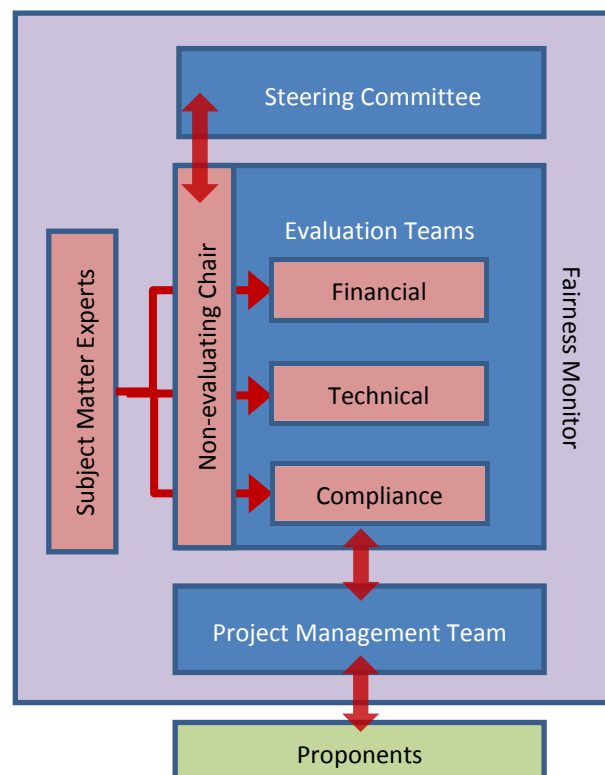 Steering Committee
Subject Matter Experts
Non-evaluating Chair
Evaluation Teams
Financial
Technical
Compliance
Fairness Monitor
Project Management Team
Proponents